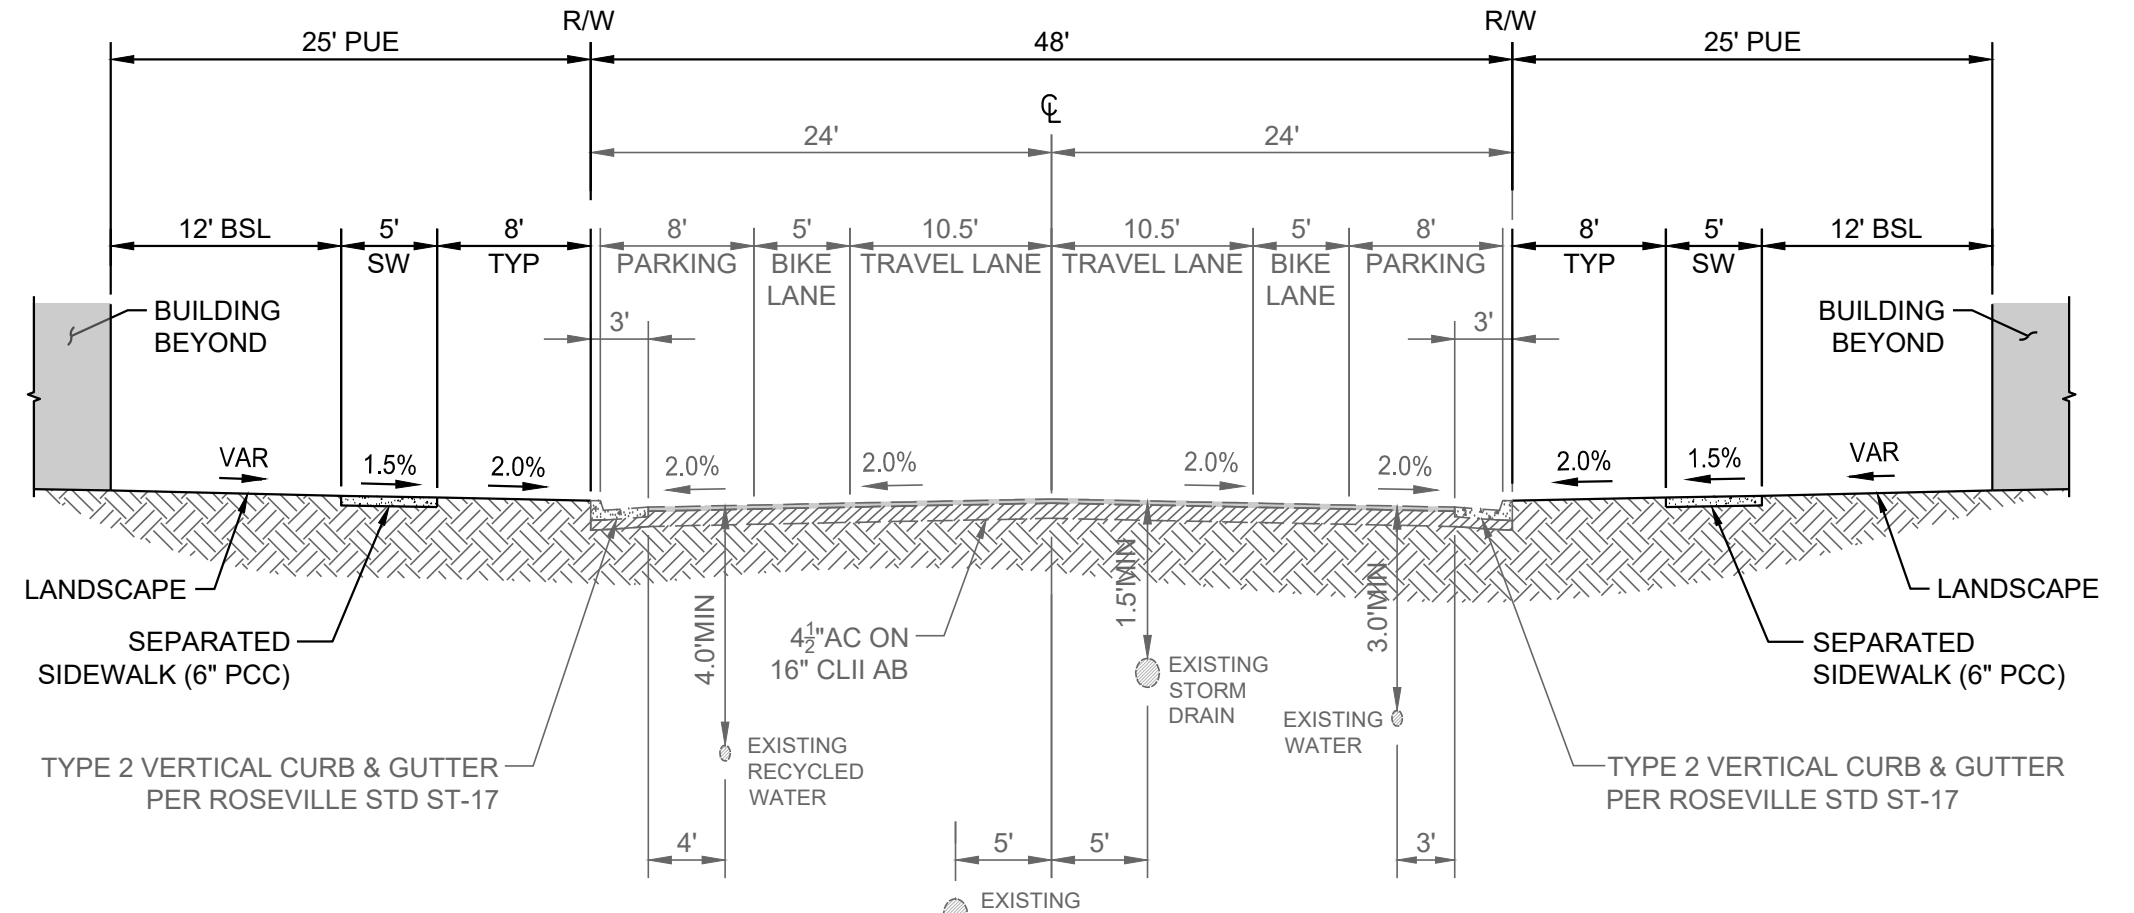 R/W
R/W
25' PUE
48'
25' PUE
℄
24'
24'
12' BSL
5'
SW
8'
TYP
8'
PARKING
5'
BIKE
LANE
10.5'
TRAVEL LANE
10.5'
TRAVEL LANE
5'
BIKE
LANE
8'
PARKING
8'
TYP
5'
SW
12' BSL
BUILDING
BEYOND
3'
3'
BUILDING
BEYOND
VAR
1.5%
2.0%
2.0%
2.0%
2.0%
2.0%
2.0%
1.5%
VAR
LANDSCAPE
SEPARATED
SIDEWALK (6" PCC)
4.0'MIN
4½"AC ON
16" CLII AB
1.5'MIN
EXISTING
STORM
DRAIN
3.0'MIN
EXISTING
WATER
LANDSCAPE
SEPARATED
SIDEWALK (6" PCC)
TYPE 2 VERTICAL CURB & GUTTER
PER ROSEVILLE STD ST-17
EXISTING
RECYCLED
WATER
TYPE 2 VERTICAL CURB & GUTTER
PER ROSEVILLE STD ST-17
4'
5'
5'
3'
EXISTING